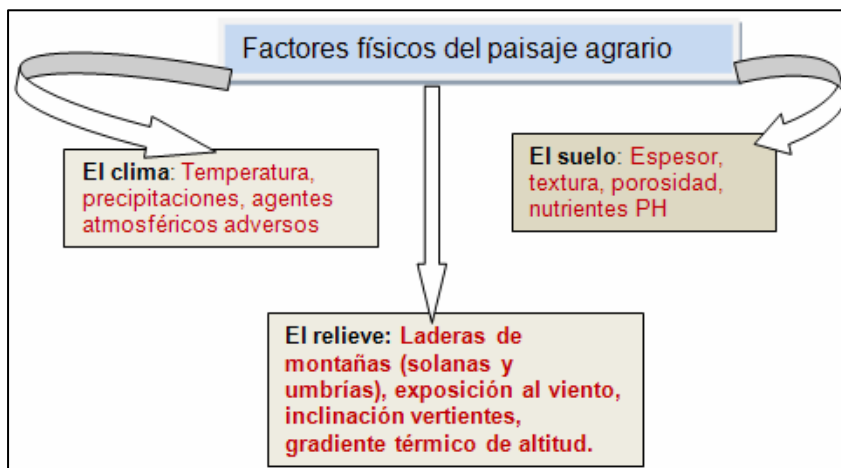 Factores físicos del paisaje agrario
El clima: Temperatura,
precipitaciones, agentes
atmosféricos adversos
El suelo: Espesor,
textura, porosidad,
nutrientes PH
El relieve: Laderas de
montañas (solanas y
umbrías), exposición al viento,
inclinación vertientes,
gradiente térmico de altitud.